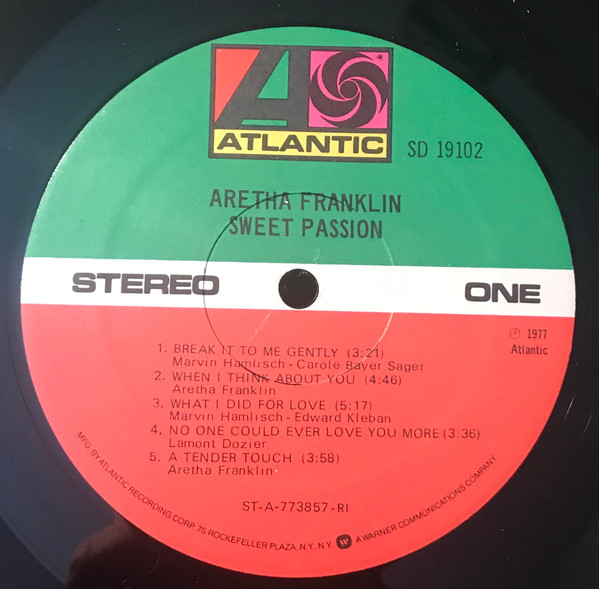 ATLANTIC
SD 19102
ARETHA FRANKLIN
SWEET PASSION
STEREO
ONE
℗ 1977
Atlantic
1. BREAK IT TO ME GENTLY (3:21)
Marvin Hamlisch - Carole Bayer Sager
2. WHEN I THINK ABOUT YOU (4:46)
Aretha Franklin
3. WHAT I DID FOR LOVE (5:17)
Marvin Hamlisch - Edward Kleban
4. NO ONE COULD EVER LOVE YOU MORE (3:36)
Lamont Dozier
5. A TENDER TOUCH (3:58)
Aretha Franklin
ST-A-773857-RI
MFG. BY ATLANTIC RECORDING CORP. 75 ROCKEFELLER PLAZA, N.Y., N.Y. A WARNER COMMUNICATIONS COMPANY